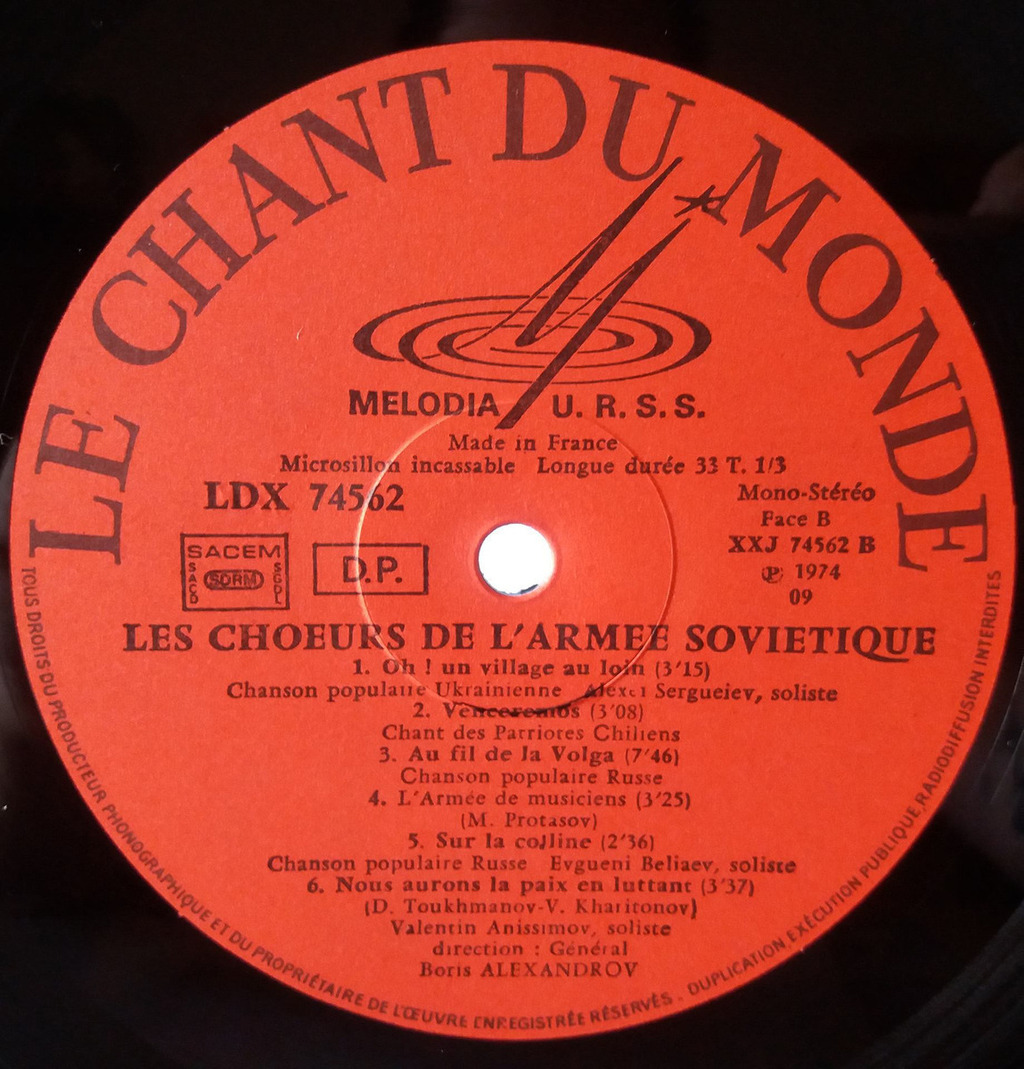 LE CHANT DU MONDE
MELODIA U. R. S. S.
Made in France
Microsillon incassable Longue durée 33 T. 1/3
LDX 74562
Mono-Stéréo
Face B
XXJ 74562 B
℗ 1974
09
SACEM
SACD
SDRM
SGDL
D.P.
LES CHOEURS DE L'ARMEE SOVIETIQUE
1. Oh ! un village au loin (3'15)
Chanson populaire Ukrainienne Alexei Sergueiev, soliste
2. Venceremos (3'08)
Chant des Parriores Chiliens
3. Au fil de la Volga (7'46)
Chanson populaire Russe
4. L'Armée de musiciens (3'25)
(M. Protasov)
5. Sur la colline (2'36)
Chanson populaire Russe Evgueni Beliaev, soliste
6. Nous aurons la paix en luttant (3'37)
(D. Toukhmanov-V. Kharitonov)
Valentin Anissimov, soliste
direction : Général
Boris ALEXANDROV
TOUS DROITS DU PRODUCTEUR PHONOGRAPHIQUE ET DU PROPRIÉTAIRE DE L'ŒUVRE ENREGISTRÉE RÉSERVÉS . DUPLICATION, EXÉCUTION PUBLIQUE, RADIODIFFUSION INTERDITES